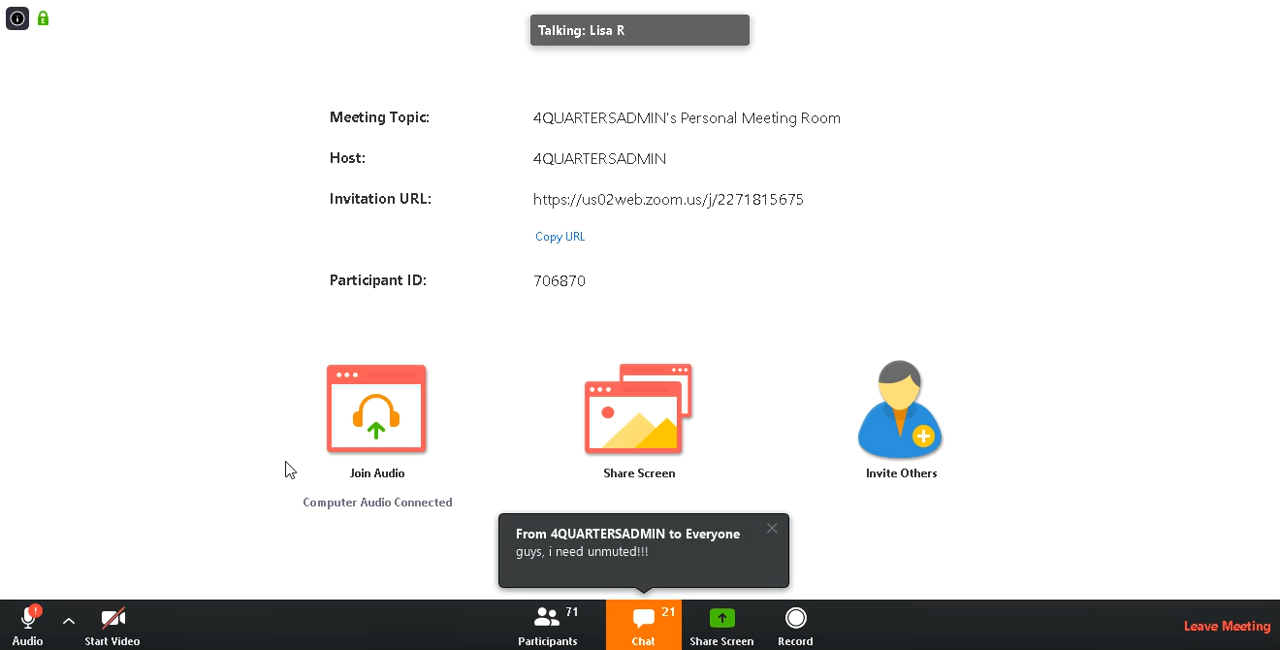 Talking: Lisa R
Meeting Topic: 4QUARTERSADMIN's Personal Meeting Room
Host: 4QUARTERSADMIN
Invitation URL: https://us02web.zoom.us/j/2271815675
Copy URL
Participant ID: 706870
Join Audio
Computer Audio Connected
Share Screen
Invite Others
From 4QUARTERSADMIN to Everyone
guys, i need unmuted!!!
Audio
Start Video
71
Participants
21
Chat
Share Screen
Record
Leave Meeting